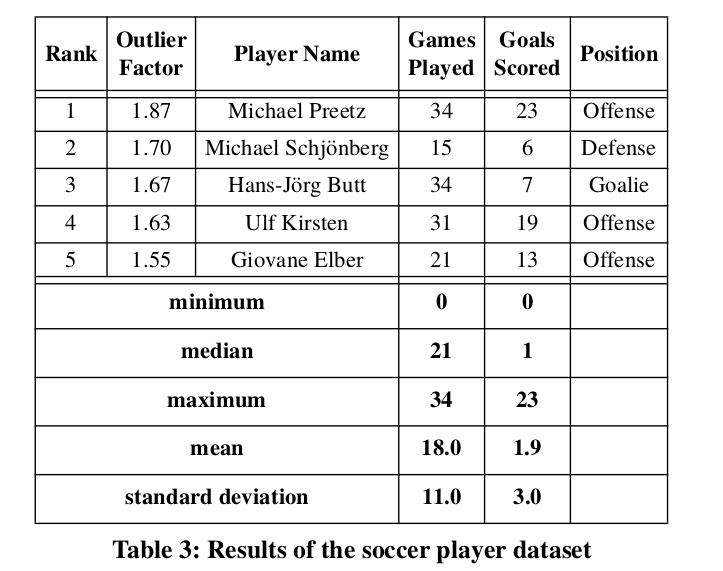 Rank Outlier Factor Player Name Games Played Goals Scored Position
1 1.87 Michael Preetz 34 23 Offense
2 1.70 Michael Schjönberg 15 6 Defense
3 1.67 Hans-Jörg Butt 34 7 Goalie
4 1.63 Ulf Kirsten 31 19 Offense
5 1.55 Giovane Elber 21 13 Offense
minimum 0 0
median 21 1
maximum 34 23
mean 18.0 1.9
standard deviation 11.0 3.0
Table 3: Results of the soccer player dataset